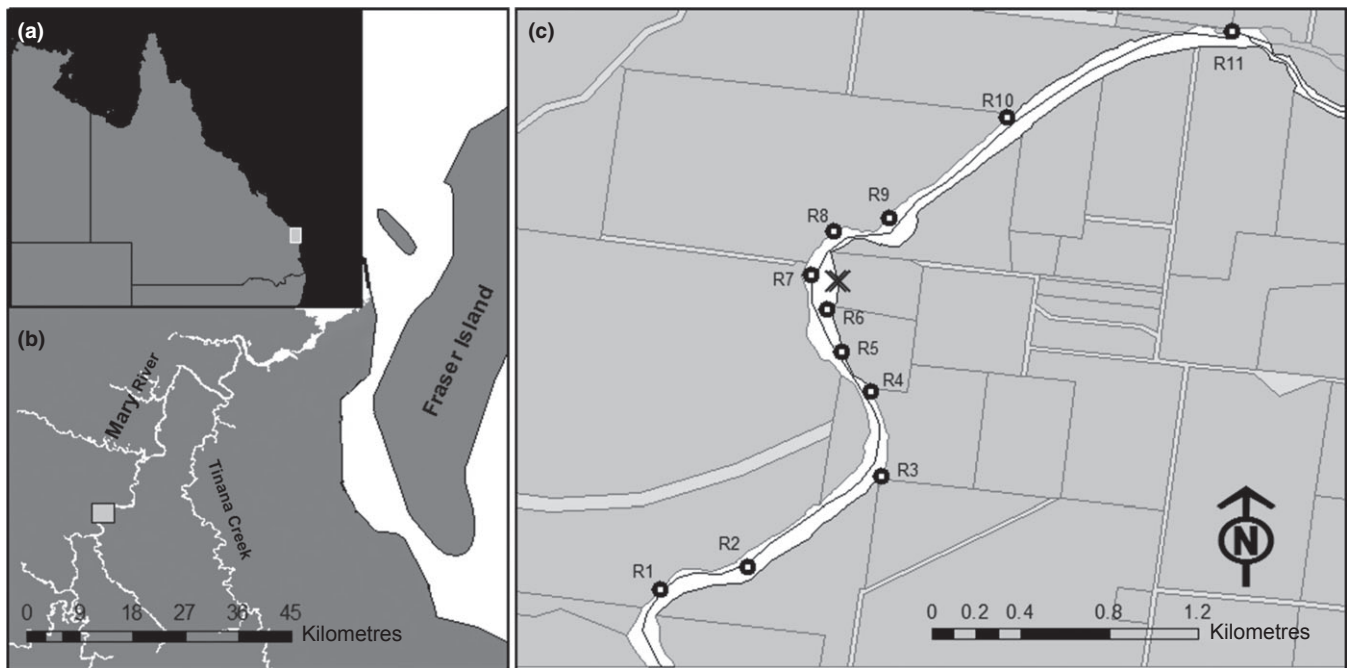 (a)
(b)
Mary River
Tinana Creek
Fraser Island
0 9 18 27 36 45
Kilometres
(c)
R11
R10
R9
R8
R7
R6
R5
R4
R3
R2
R1
N
0 0.2 0.4 0.8 1.2
Kilometres